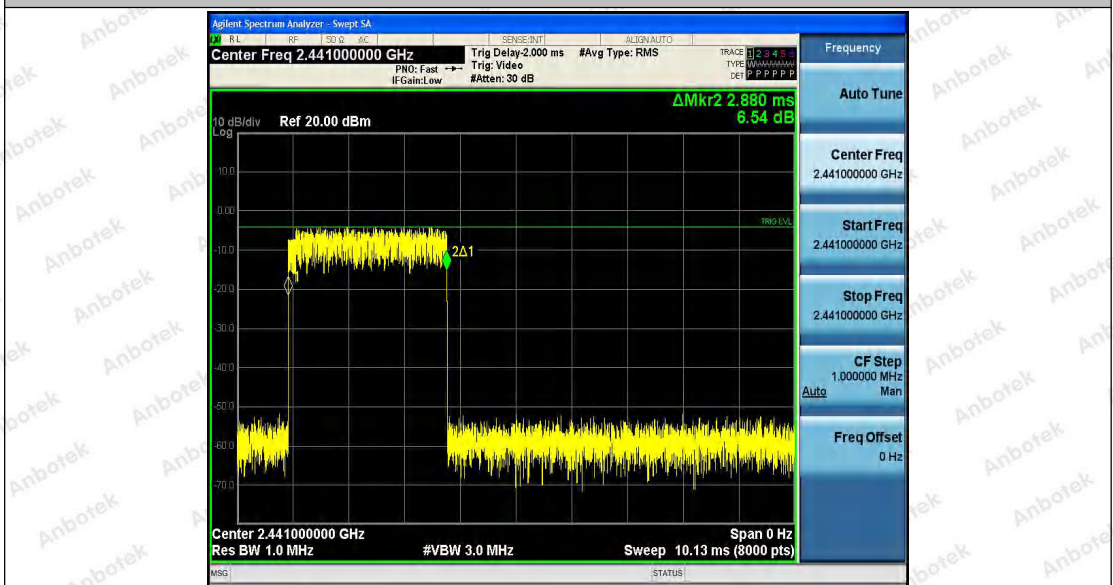 Agilent Spectrum Analyzer - Swept SA
RL RF 50 Ω AC SENSE:INT ALIGN AUTO
Center Freq 2.441000000 GHz
PNO: Fast
IFGain:Low
Trig Delay-2.000 ms
Trig: Video
#Atten: 30 dB
#Avg Type: RMS
TRACE 1 2 3 4 5 6
TYPE
DET P P P P P P
ΔMkr2 2.880 ms
6.54 dB
10 dB/div
Log
Ref 20.00 dBm
10.0
0.00
-10.0
-20.0
-30.0
-40.0
-50.0
-60.0
-70.0
TRIG LVL
2Δ1
Center 2.441000000 GHz
Span 0 Hz
Res BW 1.0 MHz
#VBW 3.0 MHz
Sweep 10.13 ms (8000 pts)
MSG
STATUS
Frequency
Auto Tune
Center Freq
2.441000000 GHz
Start Freq
2.441000000 GHz
Stop Freq
2.441000000 GHz
CF Step
1.000000 MHz
Auto Man
Freq Offset
0 Hz
Anbotek